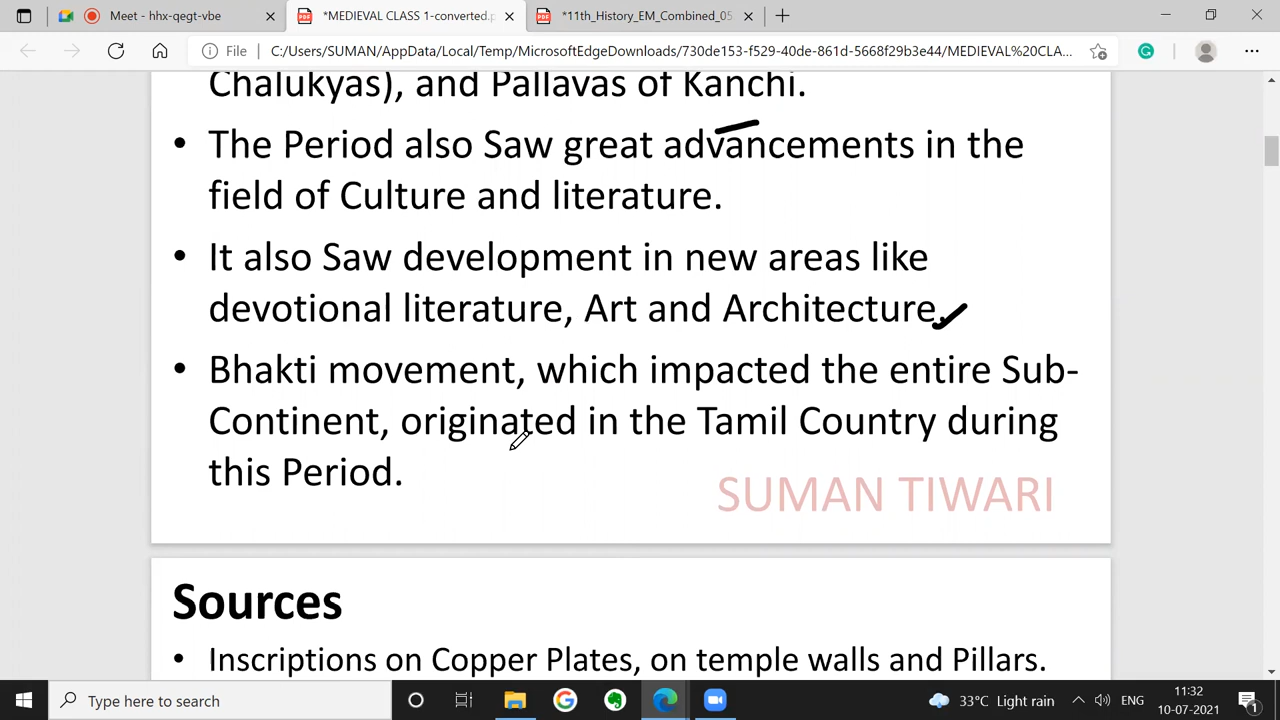 Meet - hhx-qegt-vbe
*MEDIEVAL CLASS 1-converted.p
*11th_History_EM_Combined_05
File
C:/Users/SUMAN/AppData/Local/Temp/MicrosoftEdgeDownloads/730de153-f529-40de-861d-5668f29b3e44/MEDIEVAL%20CLA...
Chalukyas), and Pallavas of Kanchi.
• The Period also Saw great advancements in the
field of Culture and literature.
• It also Saw development in new areas like
devotional literature, Art and Architecture.
• Bhakti movement, which impacted the entire Sub-
Continent, originated in the Tamil Country during
this Period.
SUMAN TIWARI
Sources
• Inscriptions on Copper Plates, on temple walls and Pillars.
Type here to search
33°C Light rain
ENG
11:32
10-07-2021
1